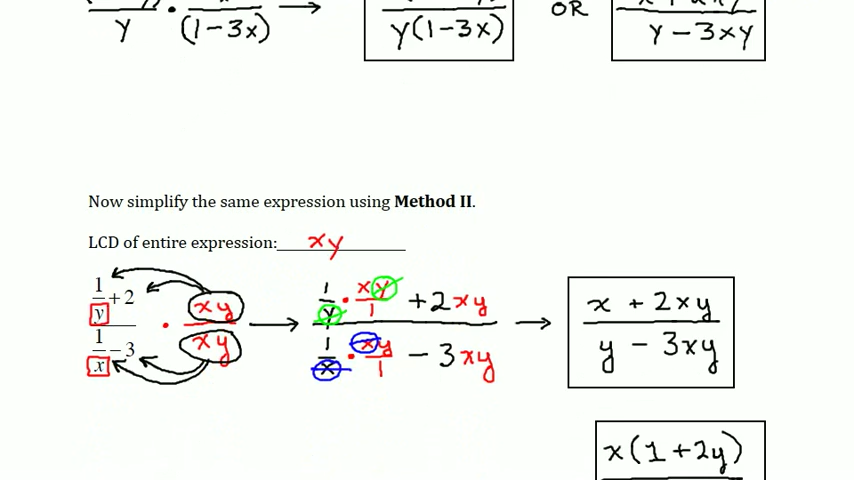 y · (1-3x) → y(1-3x) OR y - 3xy
Now simplify the same expression using Method II.
LCD of entire expression: xy
1/y + 2 xy 1/y · xy/1 + 2xy x + 2xy
· → →
1/x - 3 xy 1/x · xy/1 - 3xy y - 3xy
x(1+2y)